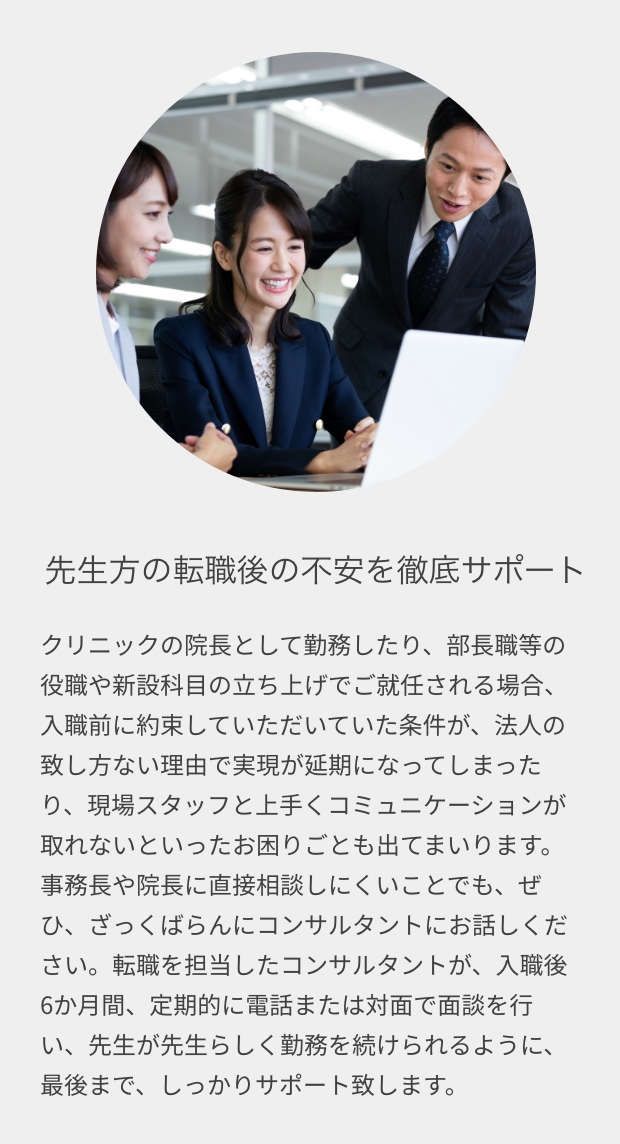 先生方の転職後の不安を徹底サポート
クリニックの院長として勤務したり、部長職等の
役職や新設科目の立ち上げでご就任される場合、
入職前に約束していただいていた条件が、法人の
致し方ない理由で実現が延期になってしまった
り、現場スタッフと上手くコミュニケーションが
取れないといったお困りごとも出てまいります。
事務長や院長に直接相談しにくいことでも、ぜ
ひ、ざっくばらんにコンサルタントにお話しくだ
さい。転職を担当したコンサルタントが、入職後
6か月間、定期的に電話または対面で面談を行
い、先生が先生らしく勤務を続けられるように、
最後まで、しっかりサポート致します。